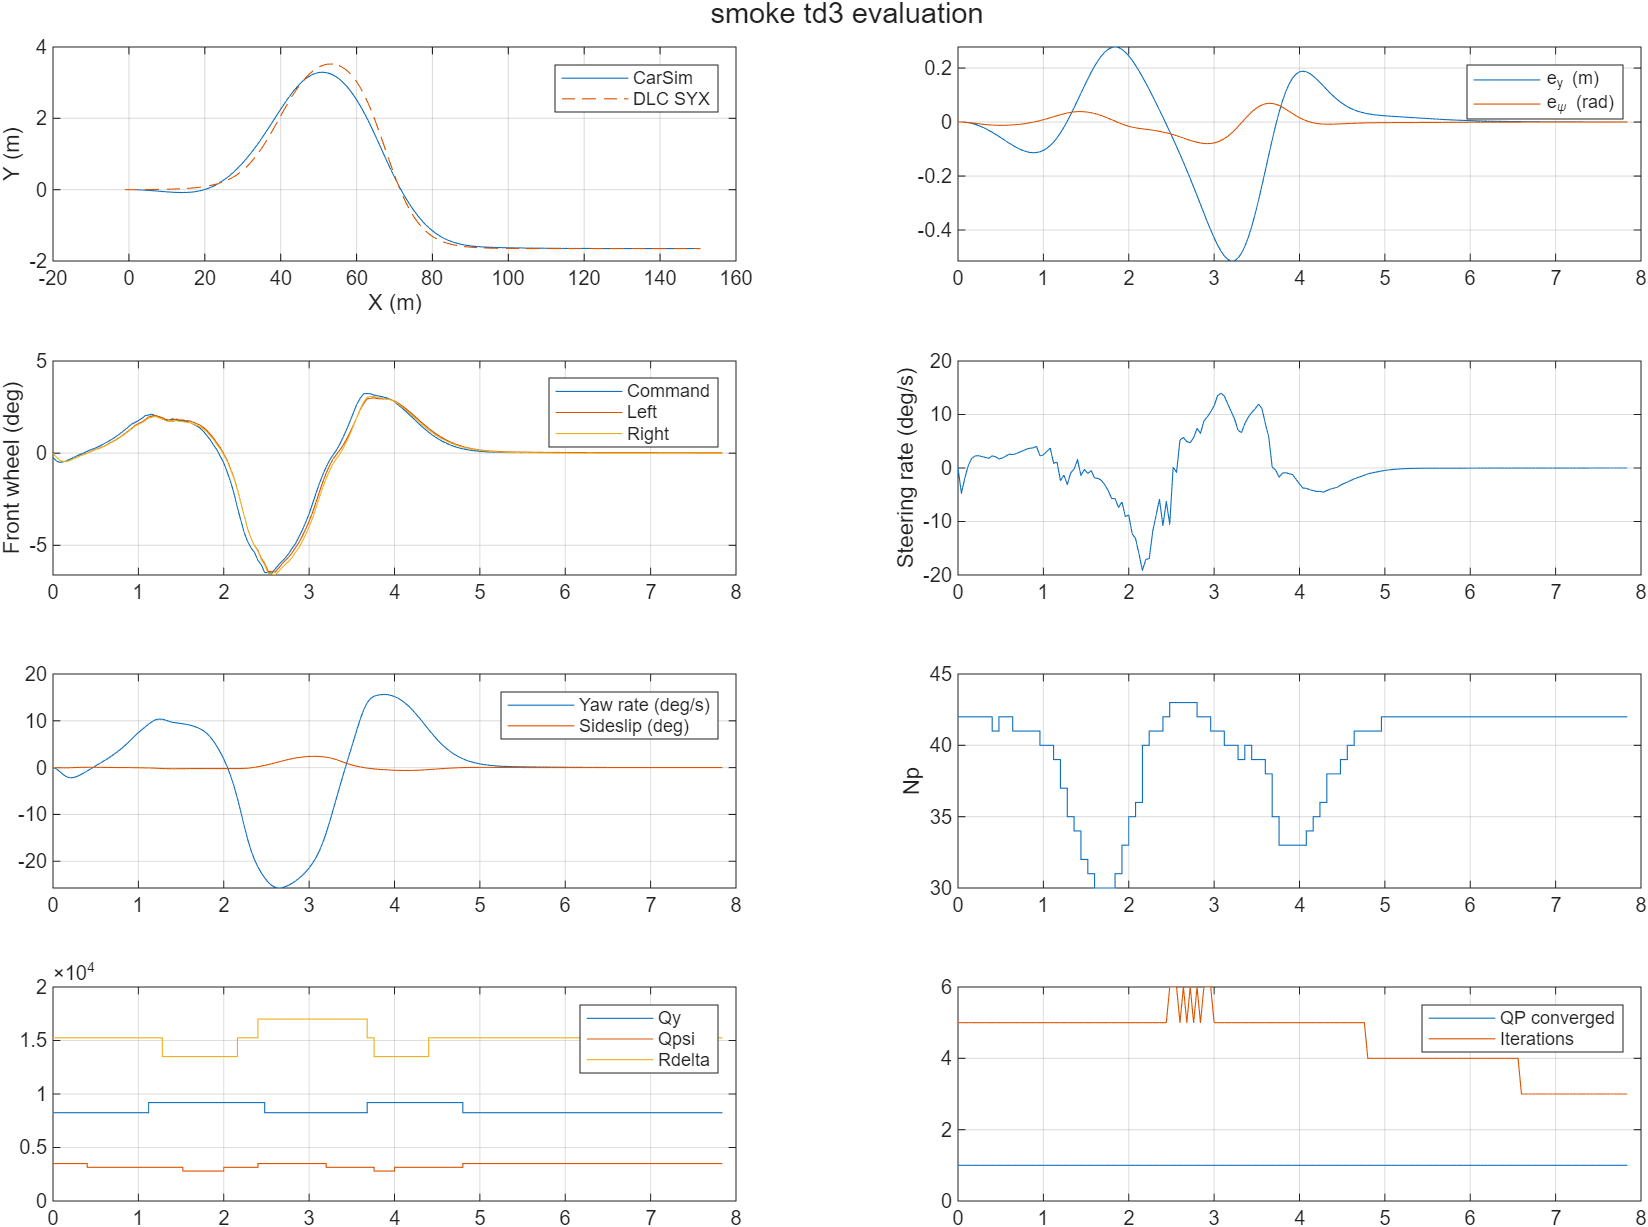 smoke td3 evaluation
4
2
0
-2
Y (m)
CarSim
DLC SYX
-20 0 20 40 60 80 100 120 140 160
X (m)
0.2
0
-0.2
-0.4
e_y (m)
e_ψ (rad)
0 1 2 3 4 5 6 7 8
5
0
-5
Front wheel (deg)
Command
Left
Right
0 1 2 3 4 5 6 7 8
20
10
0
-10
-20
Steering rate (deg/s)
0 1 2 3 4 5 6 7 8
20
10
0
-10
-20
Yaw rate (deg/s)
Sideslip (deg)
0 1 2 3 4 5 6 7 8
45
40
35
30
Np
0 1 2 3 4 5 6 7 8
×10⁴
2
1.5
1
0.5
0
Qy
Qpsi
Rdelta
0 1 2 3 4 5 6 7 8
6
4
2
0
QP converged
Iterations
0 1 2 3 4 5 6 7 8